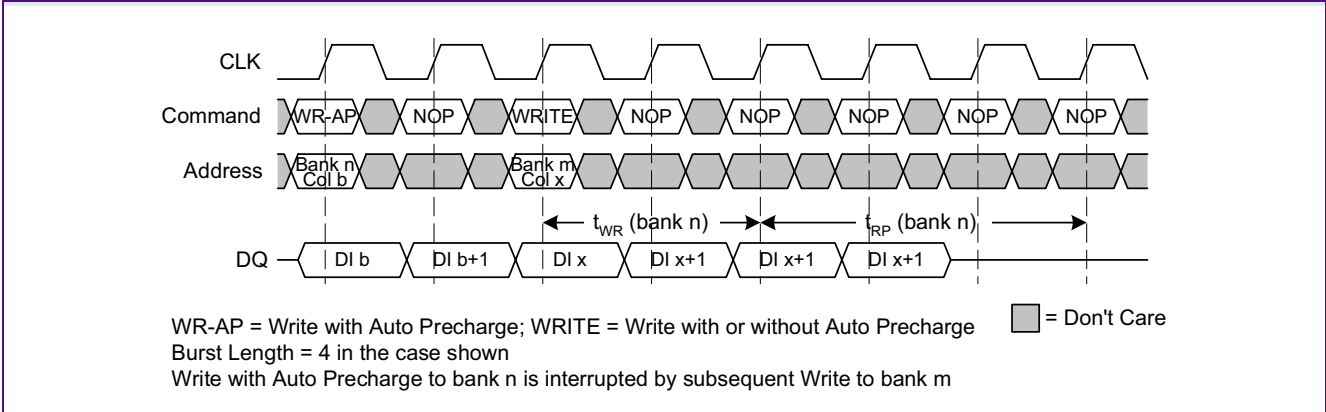 CLK
Command WR-AP NOP WRITE NOP NOP NOP NOP NOP
Address Bank n Col b Bank m Col x
tWR (bank n) tRP (bank n)
DQ DI b DI b+1 DI x DI x+1 DI x+1 DI x+1
WR-AP = Write with Auto Precharge; WRITE = Write with or without Auto Precharge
= Don't Care
Burst Length = 4 in the case shown
Write with Auto Precharge to bank n is interrupted by subsequent Write to bank m